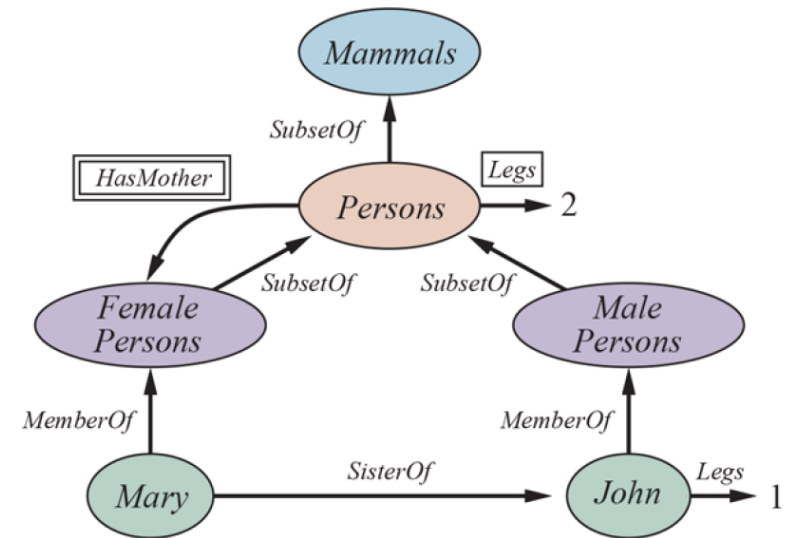 Mammals
SubsetOf
HasMother
Legs
Persons
2
SubsetOf
SubsetOf
Female
Persons
Male
Persons
MemberOf
MemberOf
SisterOf
Legs
Mary
John
1